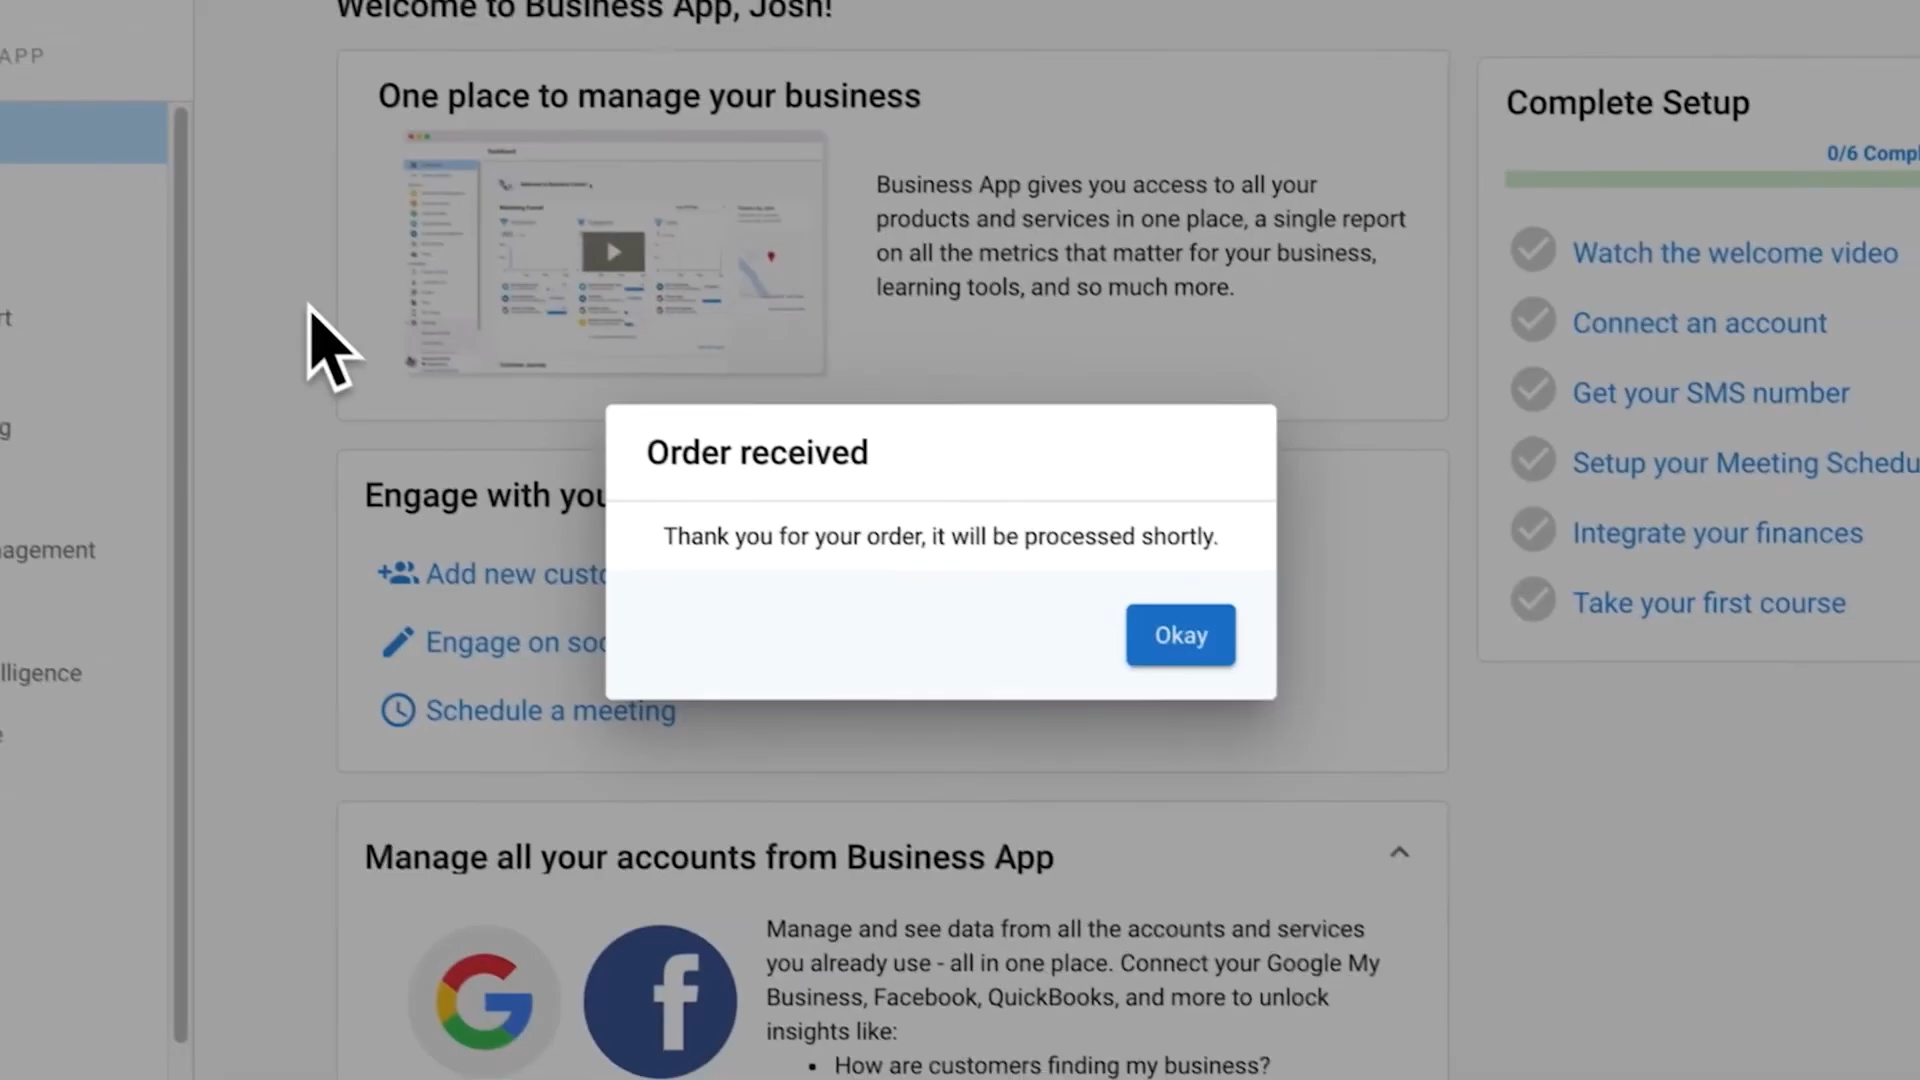 Welcome to Business App, Josh!
APP
One place to manage your business
Business App gives you access to all your
products and services in one place, a single report
on all the metrics that matter for your business,
learning tools, and so much more.
Complete Setup
0/6 Compl
Watch the welcome video
Connect an account
Get your SMS number
Setup your Meeting Schedu
Integrate your finances
Take your first course
rt
g
nagement
lligence
e
Order received
Thank you for your order, it will be processed shortly.
Okay
Engage with you
Add new custo
Engage on soc
Schedule a meeting
Manage all your accounts from Business App
Manage and see data from all the accounts and services
you already use - all in one place. Connect your Google My
Business, Facebook, QuickBooks, and more to unlock
insights like:
• How are customers finding my business?